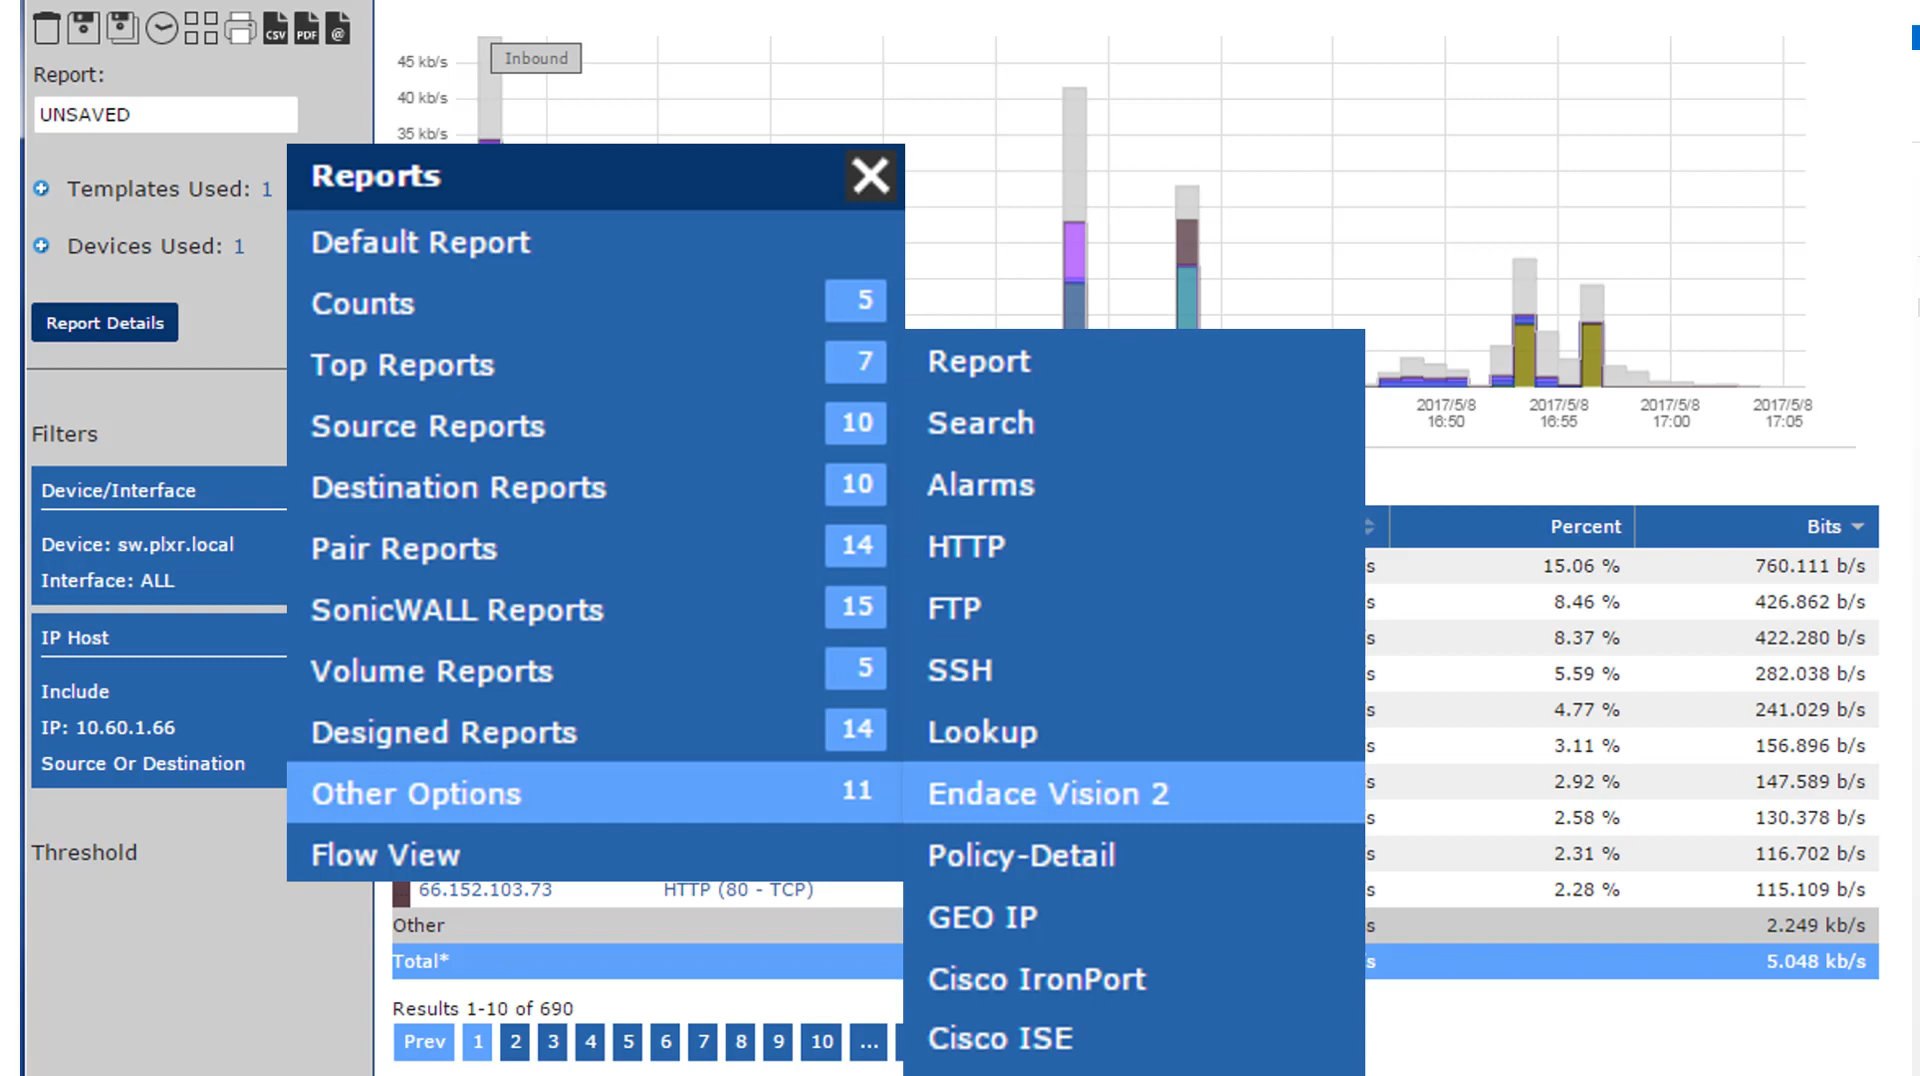 CSV PDF @
Report:
UNSAVED
Templates Used: 1
Devices Used: 1
Report Details
Filters
Device/Interface
Device: sw.plxr.local
Interface: ALL
IP Host
Include
IP: 10.60.1.66
Source Or Destination
Threshold
Inbound
45 kb/s
40 kb/s
35 kb/s
2017/5/8 16:50
2017/5/8 16:55
2017/5/8 17:00
2017/5/8 17:05
Reports
Default Report
Counts 5
Top Reports 7
Source Reports 10
Destination Reports 10
Pair Reports 14
SonicWALL Reports 15
Volume Reports 5
Designed Reports 14
Other Options 11
Flow View
Report
Search
Alarms
HTTP
FTP
SSH
Lookup
Endace Vision 2
Policy-Detail
GEO IP
Cisco IronPort
Cisco ISE
Percent Bits
s 15.06 % 760.111 b/s
s 8.46 % 426.862 b/s
s 8.37 % 422.280 b/s
s 5.59 % 282.038 b/s
s 4.77 % 241.029 b/s
s 3.11 % 156.896 b/s
s 2.92 % 147.589 b/s
s 2.58 % 130.378 b/s
s 2.31 % 116.702 b/s
66.152.103.73 HTTP (80 - TCP) s 2.28 % 115.109 b/s
Other s 2.249 kb/s
Total* s 5.048 kb/s
Results 1-10 of 690
Prev 1 2 3 4 5 6 7 8 9 10 ...